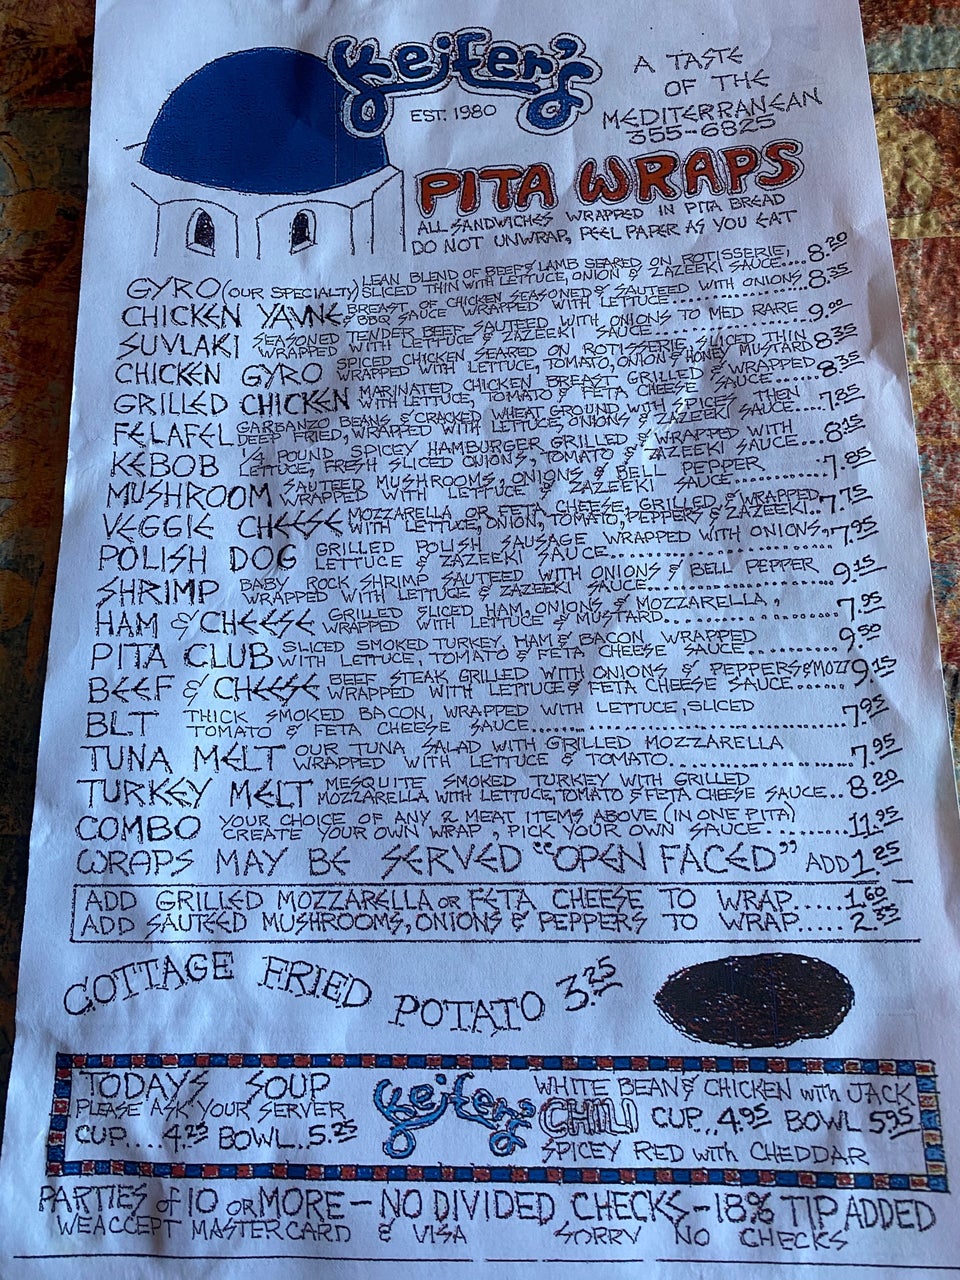 Keifer's
EST. 1980
A TASTE
OF THE
MEDITERRANEAN
355-6825
PITA WRAPS
ALL SANDWICHES WRAPPED IN PITA BREAD
DO NOT UNWRAP, PEEL PAPER AS YOU EAT
GYRO (OUR SPECIALTY) LEAN BLEND OF BEEF & LAMB SEARED ON ROTISSERIE,
SLICED THIN WITH LETTUCE, ONION & ZAZEEKI SAUCE.... 8.20
CHICKEN YAVNE BREAST OF CHICKEN SEASONED & SAUTEED WITH ONIONS,
& BBQ SAUCE WRAPPED WITH LETTUCE................ 8.35
SUVLAKI SEASONED TENDER BEEF SAUTEED WITH ONIONS TO MED RARE
WRAPPED WITH LETTUCE & ZAZEEKI SAUCE................ 9.00
CHICKEN GYRO SPICED CHICKEN SEARED ON ROTISSERIE, SLICED THIN
WRAPPED WITH LETTUCE, TOMATO, ONION & HONEY MUSTARD 8.35
GRILLED CHICKEN MARINATED CHICKEN BREAST GRILLED & WRAPPED
WITH LETTUCE, TOMATO & FETA CHEESE SAUCE......... 8.35
FELAFEL GARBANZO BEANS & CRACKED WHEAT GROUND WITH SPICES THEN
DEEP FRIED, WRAPPED WITH LETTUCE, ONIONS & ZAZEEKI SAUCE.... 7.85
KEBOB 1/4 POUND SPICEY HAMBURGER GRILLED & WRAPPED WITH
LETTUCE, FRESH SLICED ONIONS, TOMATO & ZAZEEKI SAUCE... 8.15
MUSHROOM SAUTEED MUSHROOMS, ONIONS & BELL PEPPER
WRAPPED WITH LETTUCE & ZAZEEKI SAUCE............ 7.85
VEGGIE CHEESE MOZZARELLA OR FETA CHEESE, GRILLED & WRAPPED
WITH LETTUCE, ONION, TOMATO, PEPPERS & ZAZEEKI.. 7.75
POLISH DOG GRILLED POLISH SAUSAGE WRAPPED WITH ONIONS,
LETTUCE & ZAZEEKI SAUCE........................ 7.95
SHRIMP BABY ROCK SHRIMP SAUTEED WITH ONIONS & BELL PEPPER
WRAPPED WITH LETTUCE & ZAZEEKI SAUCE................ 9.15
HAM & CHEESE GRILLED SLICED HAM, ONIONS & MOZZARELLA,
WRAPPED WITH LETTUCE & MUSTARD................ 7.95
PITA CLUB SLICED SMOKED TURKEY, HAM & BACON WRAPPED
WITH LETTUCE, TOMATO & FETA CHEESE SAUCE....... 9.50
BEEF & CHEESE BEEF STEAK GRILLED WITH ONIONS & PEPPERS & MOZZ
WRAPPED WITH LETTUCE & FETA CHEESE SAUCE...... 9.15
BLT THICK SMOKED BACON, WRAPPED WITH LETTUCE, SLICED
TOMATO & FETA CHEESE SAUCE................................ 7.95
TUNA MELT OUR TUNA SALAD WITH GRILLED MOZZARELLA
WRAPPED WITH LETTUCE & TOMATO.................. 7.95
TURKEY MELT MESQUITE SMOKED TURKEY WITH GRILLED
MOZZARELLA WITH LETTUCE, TOMATO & FETA CHEESE SAUCE.. 8.20
COMBO YOUR CHOICE OF ANY 2 MEAT ITEMS ABOVE (IN ONE PITA)
CREATE YOUR OWN WRAP, PICK YOUR OWN SAUCE.......... 11.95
WRAPS MAY BE SERVED "OPEN FACED" ADD 1.25
ADD GRILLED MOZZARELLA OR FETA CHEESE TO WRAP..... 1.60
ADD SAUTEED MUSHROOMS, ONIONS & PEPPERS TO WRAP..... 2.35
COTTAGE FRIED POTATO 3.25
TODAYS SOUP
PLEASE ASK YOUR SERVER
CUP.... 4.25 BOWL.. 5.25
Keifer's
WHITE BEAN & CHICKEN with JACK
CHILI CUP... 4.95 BOWL 5.95
SPICEY RED with CHEDDAR
PARTIES of 10 OR MORE - NO DIVIDED CHECKS - 18% TIP ADDED
WE ACCEPT MASTERCARD & VISA SORRY NO CHECKS